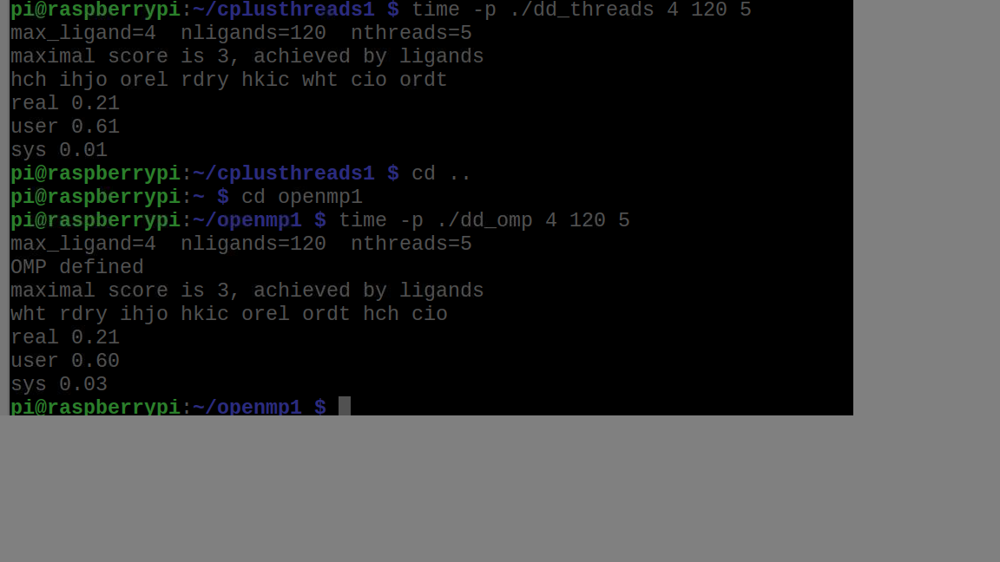 pi@raspberrypi:~/cplusthreads1 $ time -p ./dd_threads 4 120 5
max_ligand=4  nligands=120  nthreads=5
maximal score is 3, achieved by ligands
hch ihjo orel rdry hkic wht cio ordt
real 0.21
user 0.61
sys 0.01
pi@raspberrypi:~/cplusthreads1 $ cd ..
pi@raspberrypi:~ $ cd openmp1
pi@raspberrypi:~/openmp1 $ time -p ./dd_omp 4 120 5
max_ligand=4  nligands=120  nthreads=5
OMP defined
maximal score is 3, achieved by ligands
wht rdry ihjo hkic orel ordt hch cio
real 0.21
user 0.60
sys 0.03
pi@raspberrypi:~/openmp1 $